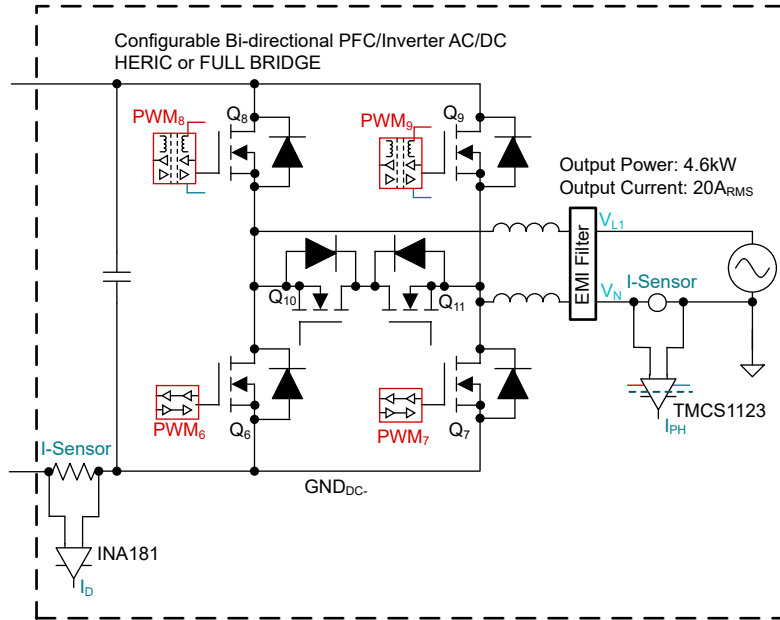 Configurable Bi-directional PFC/Inverter AC/DC
HERIC or FULL BRIDGE
PWM8
Q8
PWM9
Q9
Output Power: 4.6kW
Output Current: 20ARMS
VL1
EMI Filter
VN
I-Sensor
Q10
Q11
TMCS1123
IPH
PWM6
Q6
PWM7
Q7
I-Sensor
GNDDC-
INA181
ID